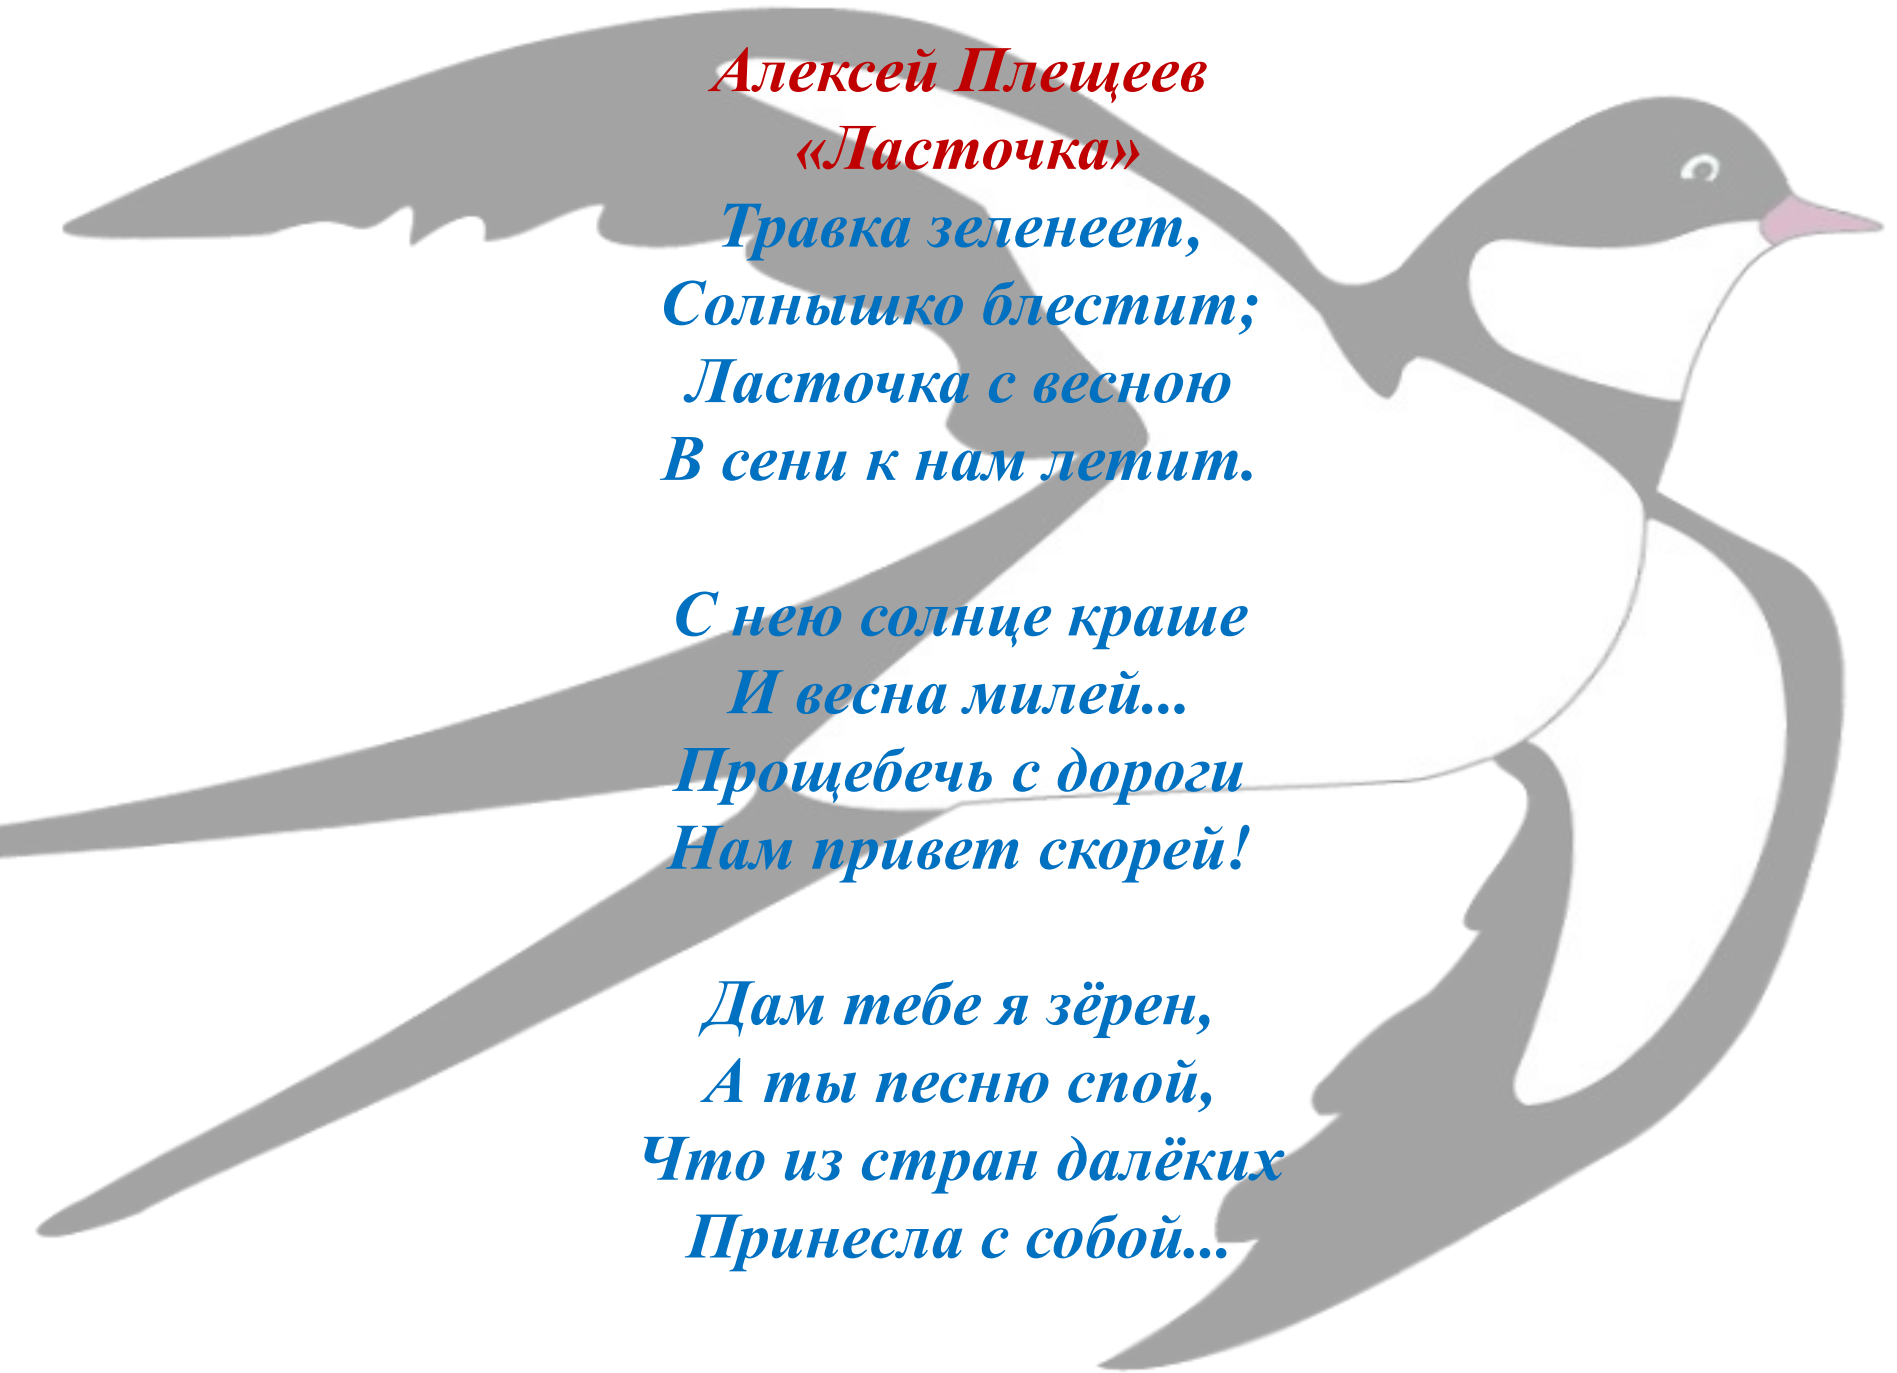 Алексей Плещеев
«Ласточка»
Травка зеленеет,
Солнышко блестит;
Ласточка с весною
В сени к нам летит.
С нею солнце краше
И весна милей...
Прощебечь с дороги
Нам привет скорей!
Дам тебе я зёрен,
А ты песню спой,
Что из стран далёких
Принесла с собой...